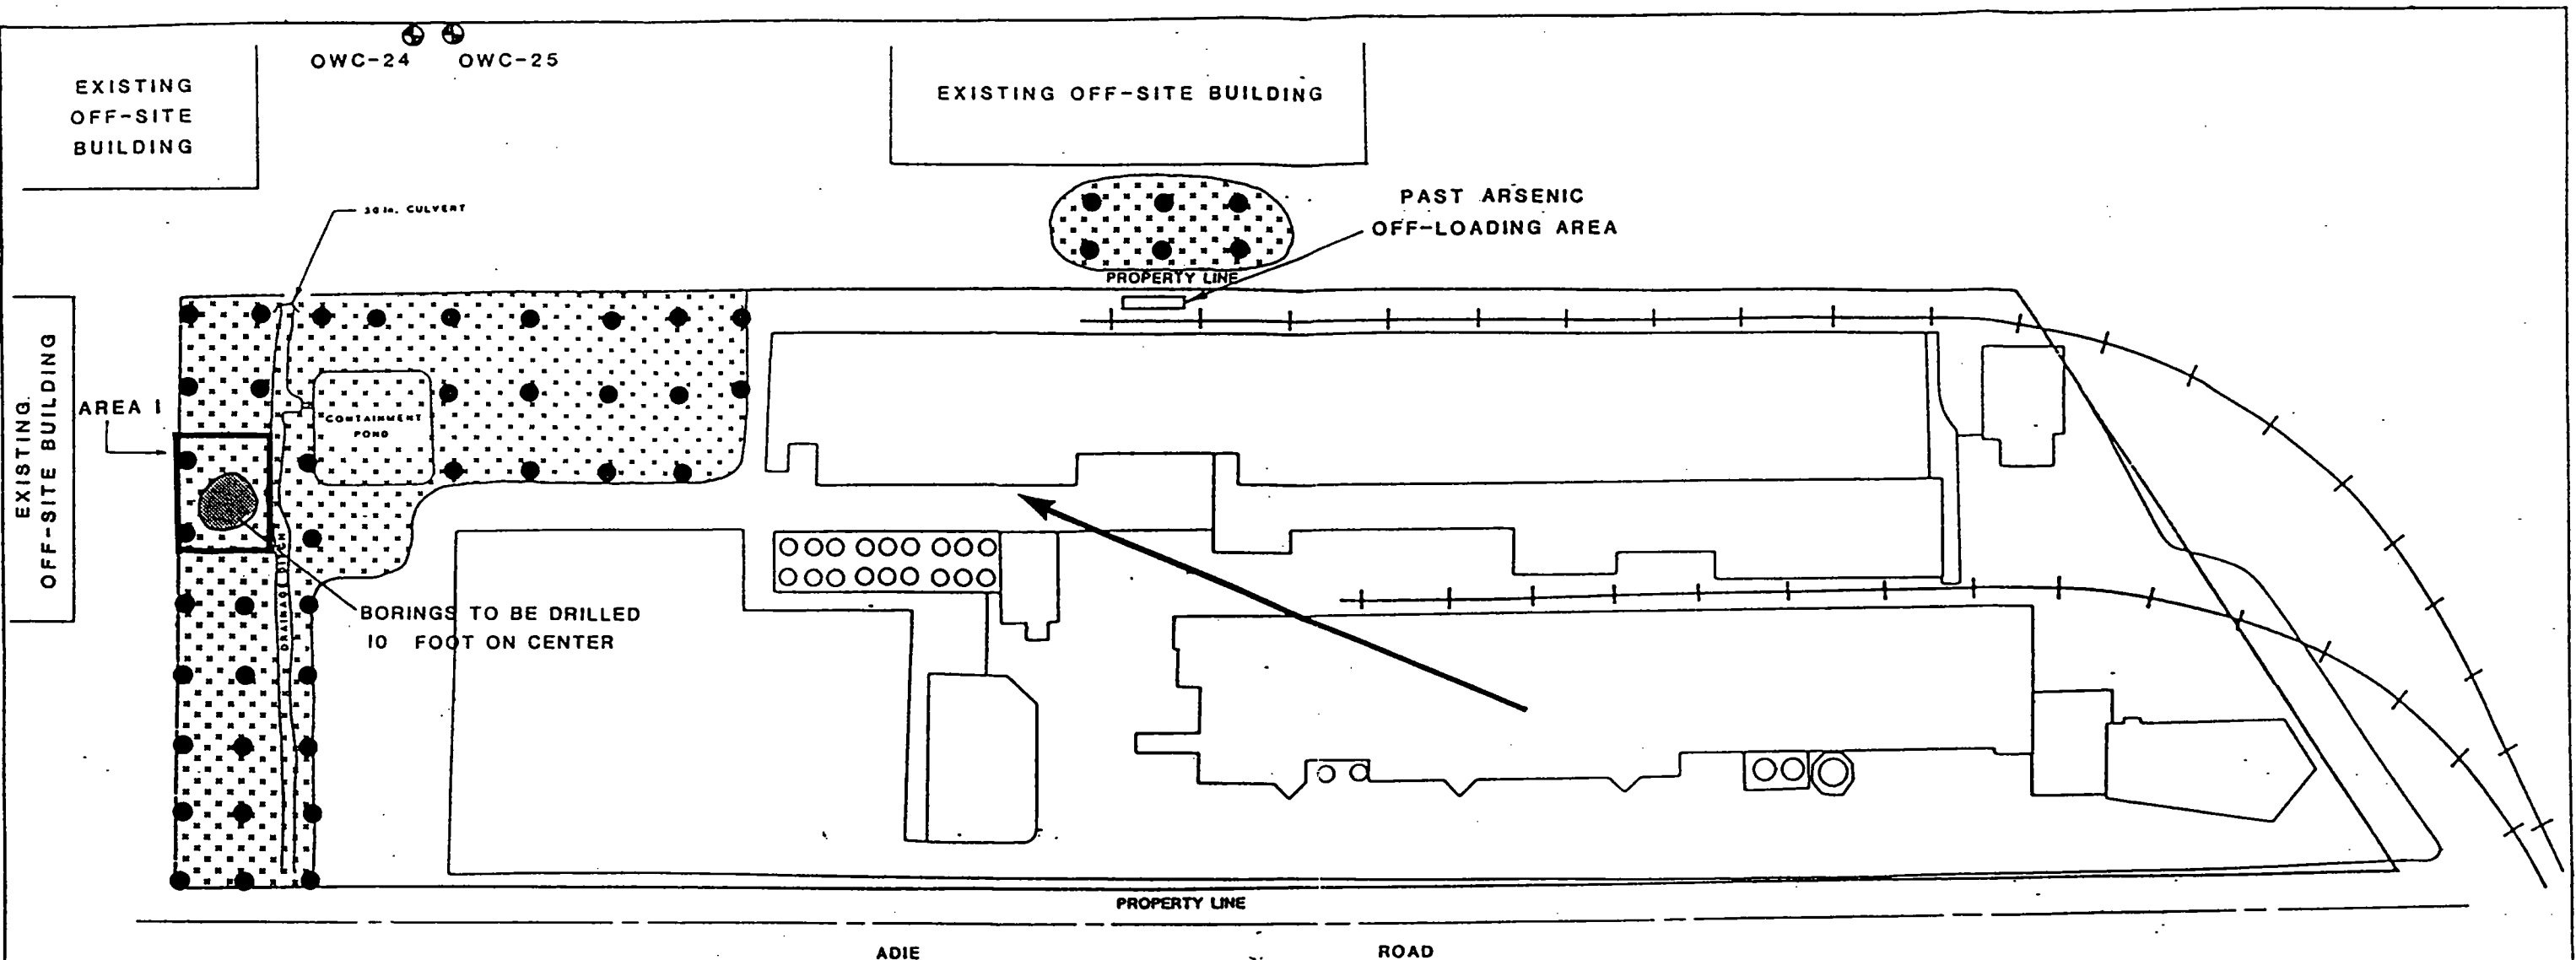 OWC-24 OWC-25
EXISTING
OFF-SITE
BUILDING
EXISTING OFF-SITE BUILDING
30 In. CULVERT
PAST ARSENIC
OFF-LOADING AREA
PROPERTY LINE
EXISTING.
OFF-SITE BUILDING
AREA I
CONTAINMENT
POND
DRAINAGE DITCH
BORINGS TO BE DRILLED
10 FOOT ON CENTER
PROPERTY LINE
ADIE ROAD